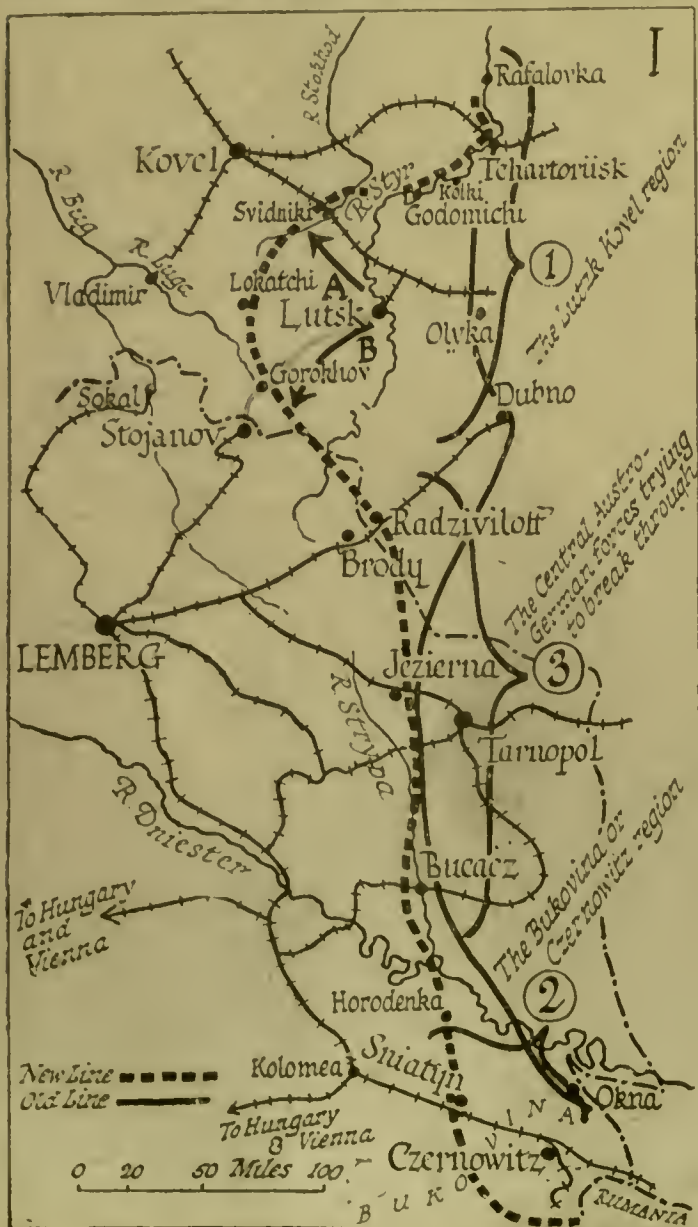 I
Rafalovka
R. Stokhod
Kovel
Tchartoriisk
R. Styr
Kolki
Godomichi
Svidniki
R. Bug
R. Luga
Vladimir
Lokatchi
A
Lutsk
B
1
The Lutzk Kovel region
Olyka
Gorokhov
Sokal
Stojanov
Dubno
Radziviloff
Brody
The Central Austro-
German forces trying
to break through
LEMBERG
3
Jezierna
R. Strypa
Tarnopol
R. Dniester
Bucacz
The Bukovina or
Czernowitz region
To Hungary
and
Vienna
2
Horodenka
New Line
Old Line
Kolomea
Sniatyn
Okna
To Hungary
& Vienna
Czernowitz
0 20 50 Miles 100
BUKOVINA
RUMANIA